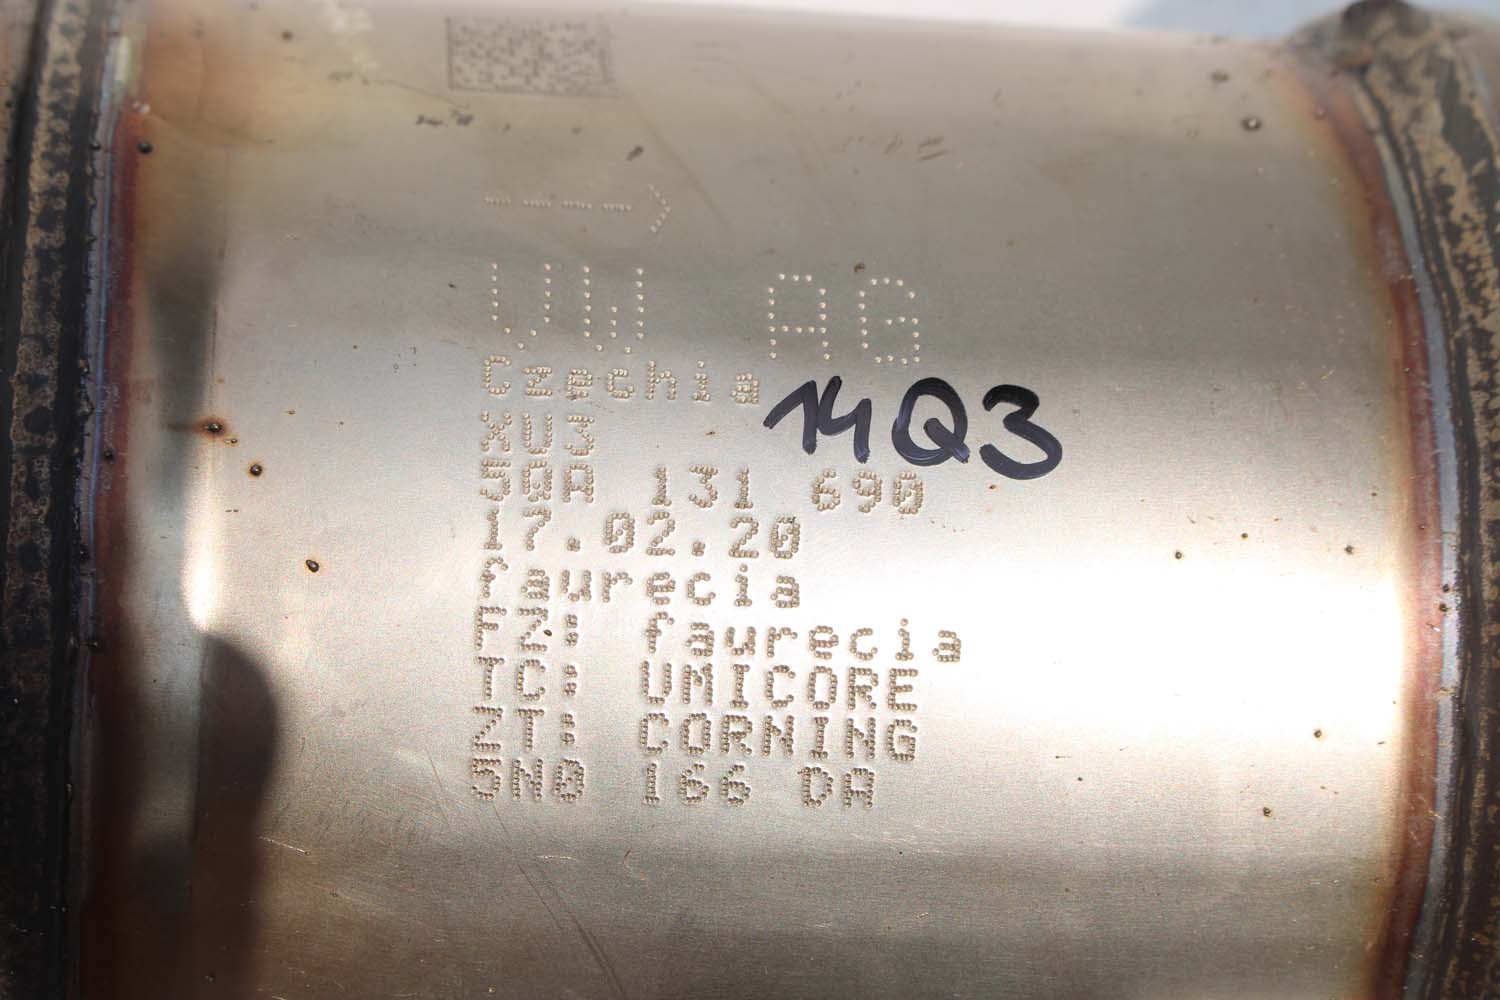 VW AG
Czechia
14Q3
XU3
5QA 131 690
17.02.20
faurecia
FZ: faurecia
TC: UMICORE
ZT: CORNING
5N0 166 DA